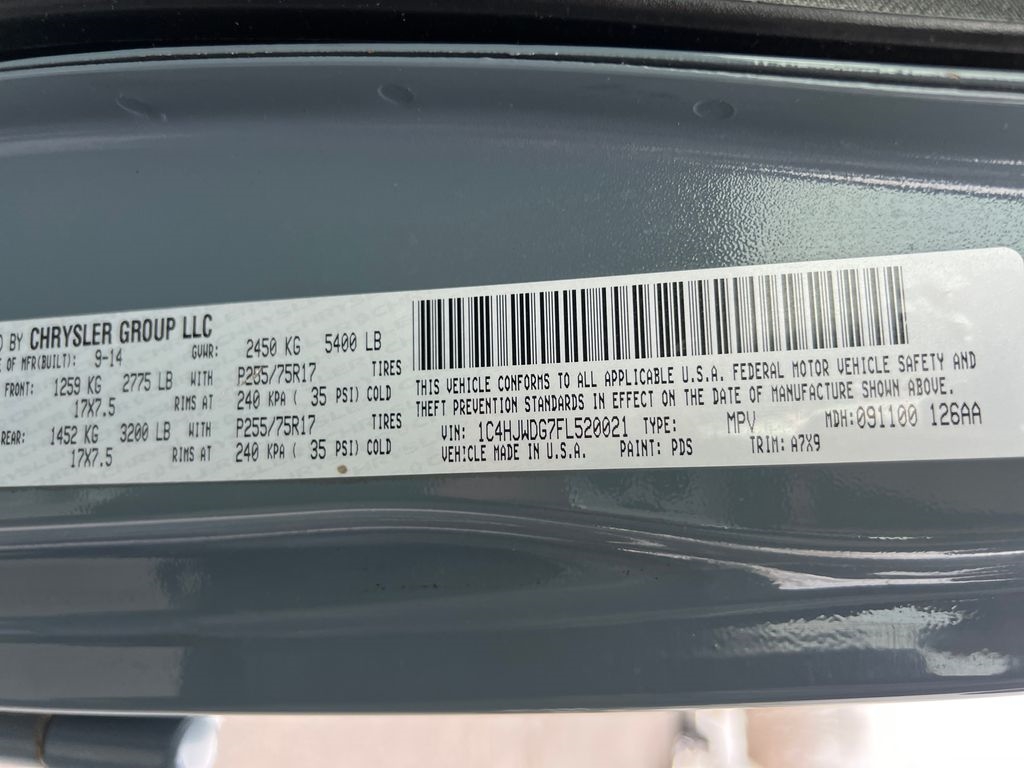 D BY CHRYSLER GROUP LLC
E OF MFR(BUILT): 9-14 GVWR: 2450 KG 5400 LB
FRONT: 1259 KG 2775 LB WITH P255/75R17 TIRES
17X7.5 RIMS AT 240 KPA ( 35 PSI) COLD
REAR: 1452 KG 3200 LB WITH P255/75R17 TIRES
17X7.5 RIMS AT 240 KPA ( 35 PSI) COLD
THIS VEHICLE CONFORMS TO ALL APPLICABLE U.S.A. FEDERAL MOTOR VEHICLE SAFETY AND
THEFT PREVENTION STANDARDS IN EFFECT ON THE DATE OF MANUFACTURE SHOWN ABOVE.
VIN: 1C4HJWDG7FL520021 TYPE: MPV MDH:091100 126AA
VEHICLE MADE IN U.S.A. PAINT: PDS TRIM: A7X9